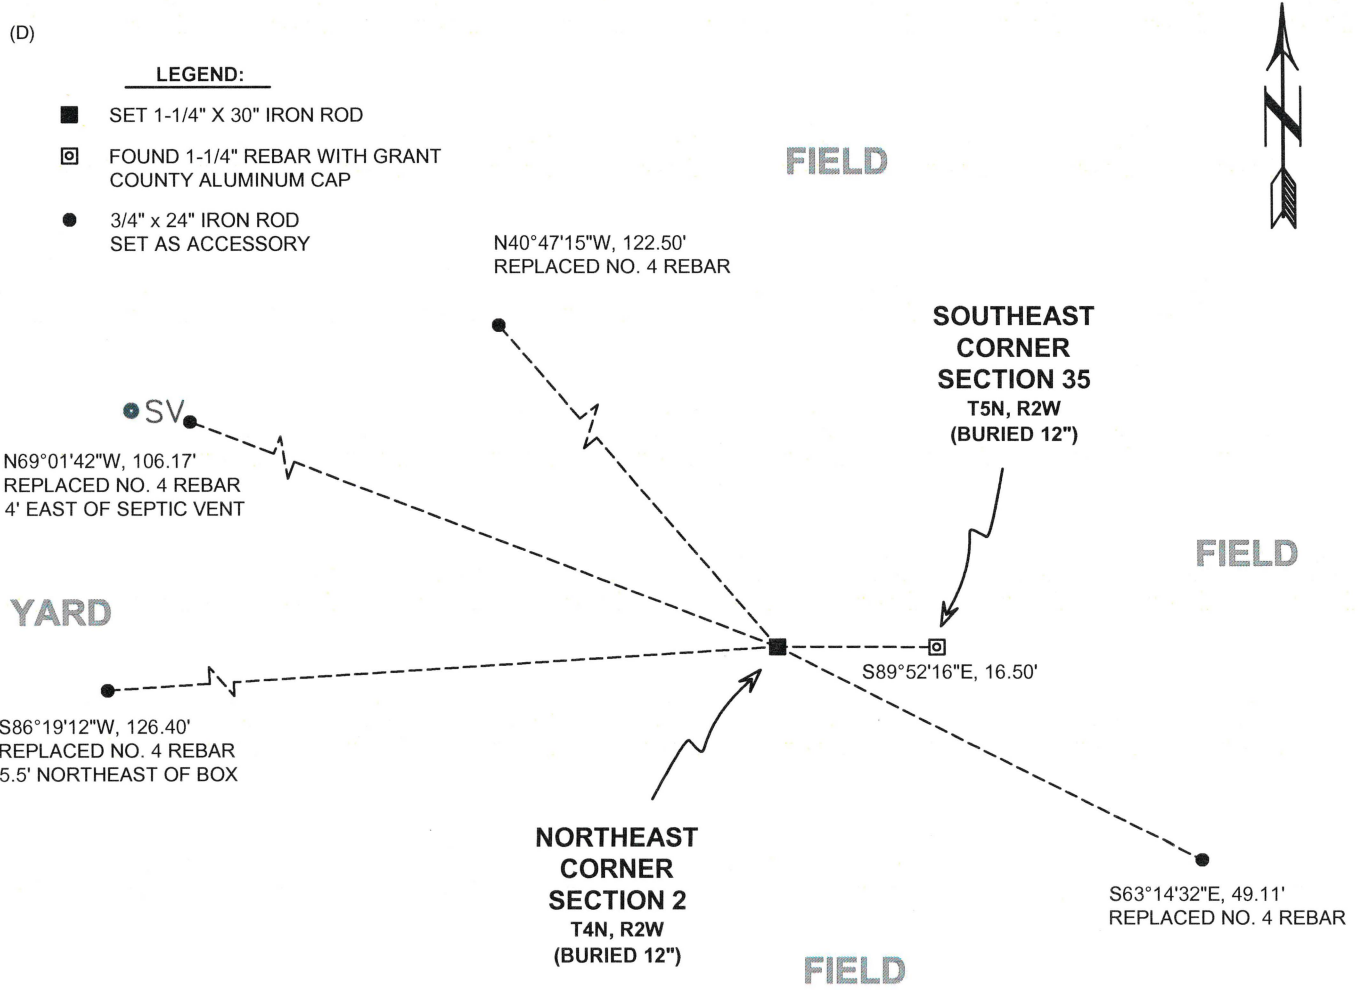 (D)
LEGEND:
SET 1-1/4" X 30" IRON ROD
FOUND 1-1/4" REBAR WITH GRANT
COUNTY ALUMINUM CAP
3/4" x 24" IRON ROD
SET AS ACCESSORY
N
FIELD
N40°47'15"W, 122.50'
REPLACED NO. 4 REBAR
SOUTHEAST
CORNER
SECTION 35
T5N, R2W
(BURIED 12")
SV
N69°01'42"W, 106.17'
REPLACED NO. 4 REBAR
4' EAST OF SEPTIC VENT
FIELD
YARD
S89°52'16"E, 16.50'
S86°19'12"W, 126.40'
REPLACED NO. 4 REBAR
5.5' NORTHEAST OF BOX
NORTHEAST
CORNER
SECTION 2
T4N, R2W
(BURIED 12")
S63°14'32"E, 49.11'
REPLACED NO. 4 REBAR
FIELD